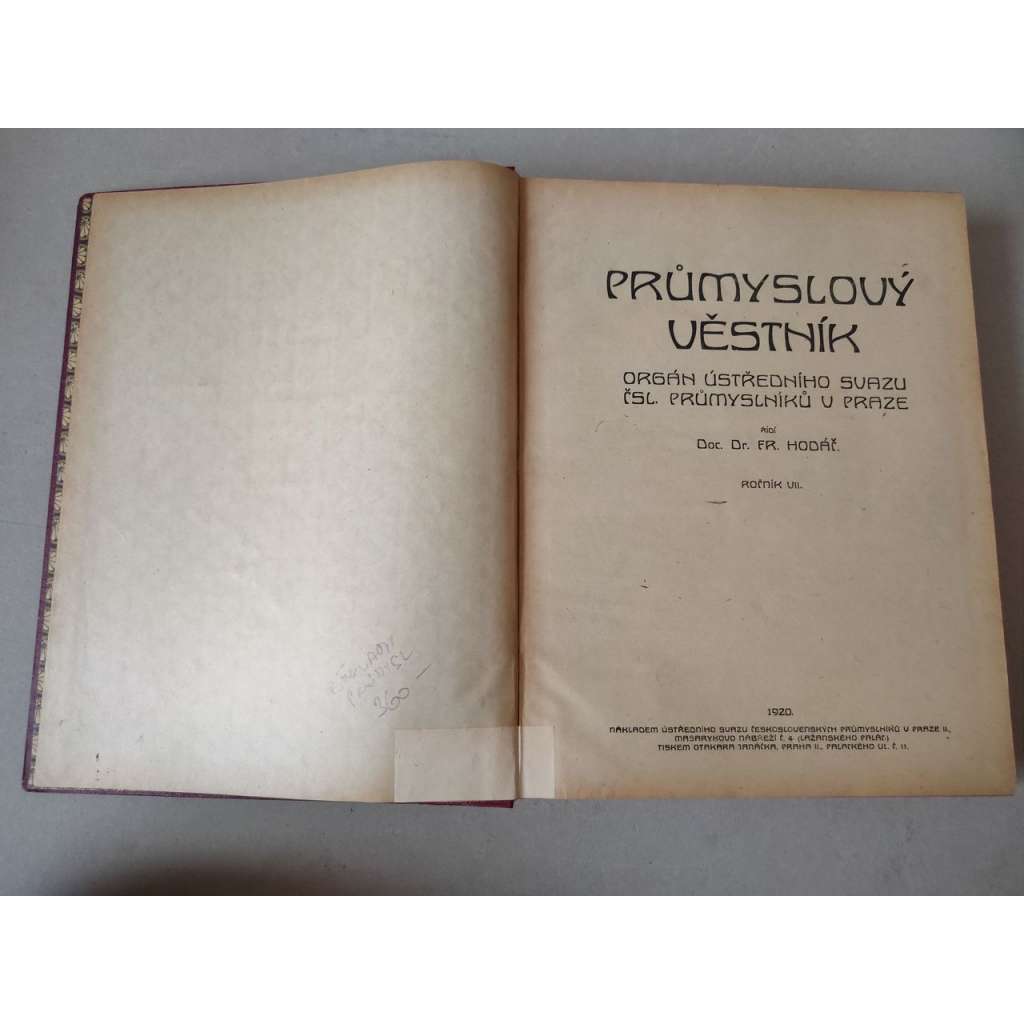 360 —
PRŮMYSLOVÝ
VĚSTNÍK
ORGÁN ÚSTŘEDNÍHO SVAZU
ČSL. PRŮMYSLNÍKŮ V PRAZE
ŘÍDÍ
Doc. Dr. FR. HODÁČ.
ROČNÍK VII.
1920.
NÁKLADEM ÚSTŘEDNÍHO SVAZU ČESKOSLOVENSKÝCH PRŮMYSLNÍKŮ V PRAZE II.,
MASARYKOVO NÁBŘEŽÍ Č. 4 (LAŽANSKÉHO PALÁC)
TISKEM OTAKARA JANÁČKA, PRAHA II., PALACKÉHO UL. Č. 11.